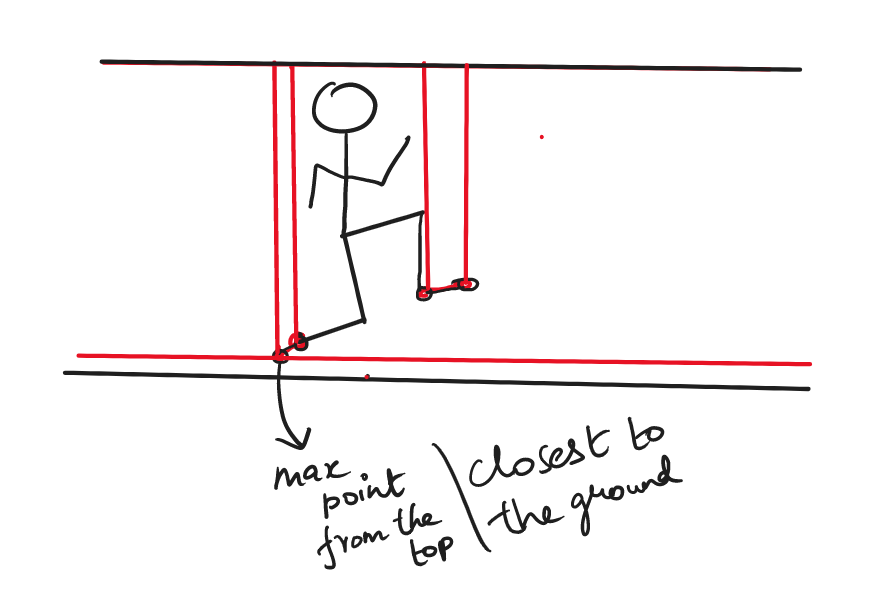 max
point
from the
top
closest to
the ground